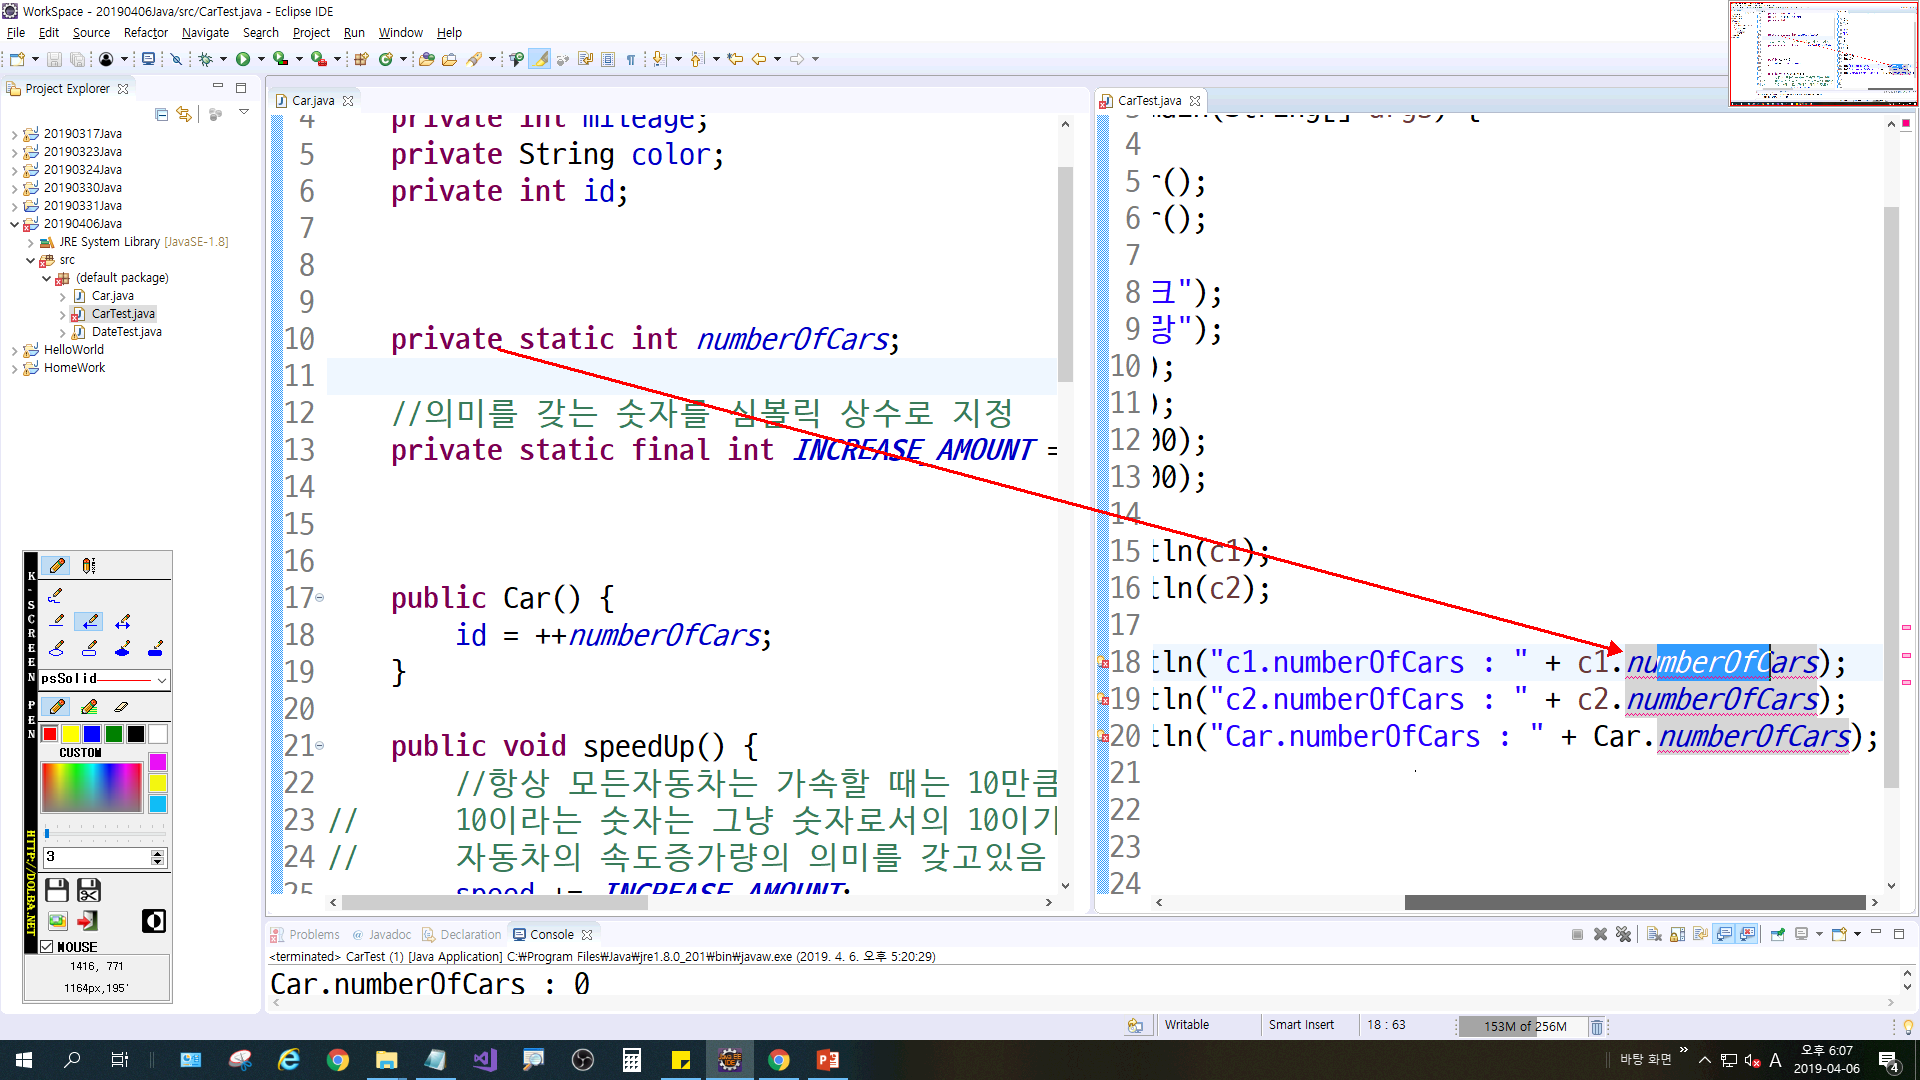 WorkSpace - 20190406Java/src/CarTest.java - Eclipse IDE
File Edit Source Refactor Navigate Search Project Run Window Help
Project Explorer
20190317Java
20190323Java
20190324Java
20190330Java
20190331Java
20190406Java
JRE System Library [JavaSE-1.8]
src
(default package)
Car.java
CarTest.java
DateTest.java
HelloWorld
HomeWork
Car.java
4 private int mileage;
5 private String color;
6 private int id;
7
8
9
10 private static int numberOfCars;
11
12 //의미를 갖는 숫자를 심볼릭 상수로 지정
13 private static final int INCREASE_AMOUNT =
14
15
16
17 public Car() {
18 id = ++numberOfCars;
19 }
20
21 public void speedUp() {
22 //항상 모든자동차는 가속할 때는 10만큼
23 // 10이라는 숫자는 그냥 숫자로서의 10이기
24 // 자동차의 속도증가량의 의미를 갖고있음
25 speed += INCREASE_AMOUNT;
CarTest.java
3 main(String[] args) {
4
5 r();
6 r();
7
8 크");
9 랑");
10 );
11 );
12 00);
13 00);
14
15 tln(c1);
16 tln(c2);
17
18 tln("c1.numberOfCars : " + c1.numberOfCars);
19 tln("c2.numberOfCars : " + c2.numberOfCars);
20 tln("Car.numberOfCars : " + Car.numberOfCars);
21
22
23
24
K-SCREEN PEN
HTTP://DOLBA.NET
psSolid
CUSTOM
3
MOUSE
1416, 771
1164px,195'
Problems @ Javadoc Declaration Console
<terminated> CarTest (1) [Java Application] C:₩Program Files₩Java₩jre1.8.0_201₩bin₩javaw.exe (2019. 4. 6. 오후 5:20:29)
Car.numberOfCars : 0
Writable Smart Insert 18 : 63 153M of 256M
바탕 화면 A 오후 6:07
2019-04-06
4